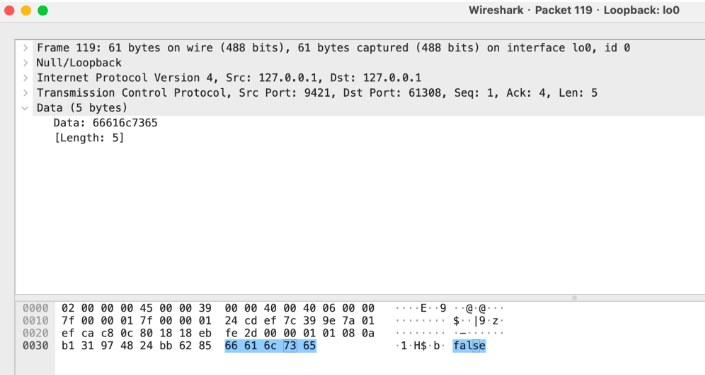 Wireshark · Packet 119 · Loopback: lo0
Frame 119: 61 bytes on wire (488 bits), 61 bytes captured (488 bits) on interface lo0, id 0
Null/Loopback
Internet Protocol Version 4, Src: 127.0.0.1, Dst: 127.0.0.1
Transmission Control Protocol, Src Port: 9421, Dst Port: 61308, Seq: 1, Ack: 4, Len: 5
Data (5 bytes)
Data: 66616c7365
[Length: 5]
0000 02 00 00 00 45 00 00 39 00 00 40 00 40 06 00 00 ····E··9 ··@·@···
0010 7f 00 00 01 7f 00 00 01 24 cd ef 7c 39 9e 7a 01 ········ $··|9·z·
0020 ef ca c8 0c 80 18 18 eb fe 2d 00 00 01 01 08 0a ········ ·-······
0030 b1 31 97 48 24 bb 62 85 66 61 6c 73 65 ·1·H$·b· false